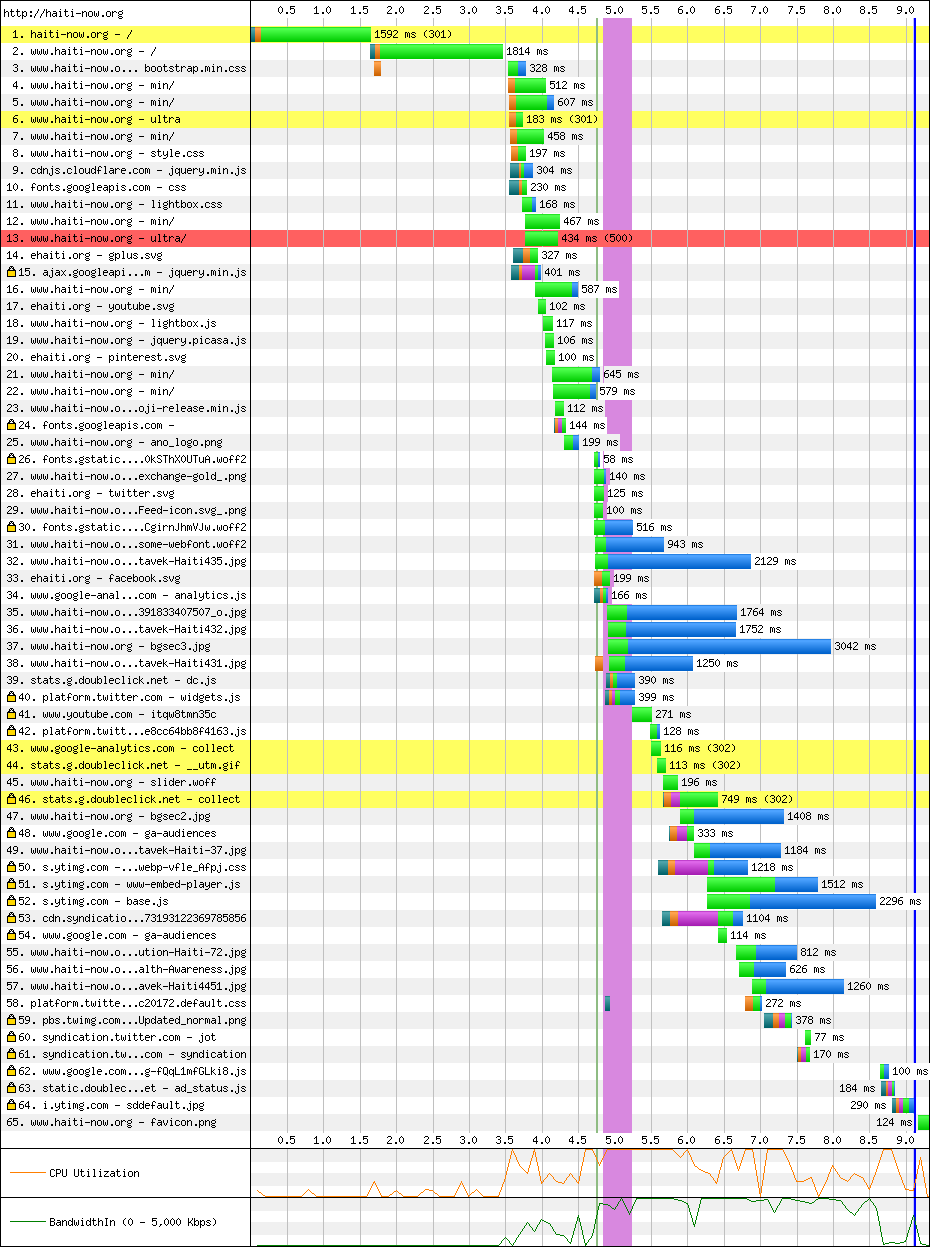 http://haiti-now.org
0.5 1.0 1.5 2.0 2.5 3.0 3.5 4.0 4.5 5.0 5.5 6.0 6.5 7.0 7.5 8.0 8.5 9.0
1. haiti-now.org - / 1592 ms (301)
2. www.haiti-now.org - / 1814 ms
3. www.haiti-now.o... bootstrap.min.css 328 ms
4. www.haiti-now.org - min/ 512 ms
5. www.haiti-now.org - min/ 607 ms
6. www.haiti-now.org - ultra 183 ms (301)
7. www.haiti-now.org - min/ 458 ms
8. www.haiti-now.org - style.css 197 ms
9. cdnjs.cloudflare.com - jquery.min.js 304 ms
10. fonts.googleapis.com - css 230 ms
11. www.haiti-now.org - lightbox.css 168 ms
12. www.haiti-now.org - min/ 467 ms
13. www.haiti-now.org - ultra/ 434 ms (500)
14. ehaiti.org - gplus.svg 327 ms
15. ajax.googleapi...m - jquery.min.js 401 ms
16. www.haiti-now.org - min/ 587 ms
17. ehaiti.org - youtube.svg 102 ms
18. www.haiti-now.org - lightbox.js 117 ms
19. www.haiti-now.org - jquery.picasa.js 106 ms
20. ehaiti.org - pinterest.svg 100 ms
21. www.haiti-now.org - min/ 645 ms
22. www.haiti-now.org - min/ 579 ms
23. www.haiti-now.o...oji-release.min.js 112 ms
24. fonts.googleapis.com - 144 ms
25. www.haiti-now.org - ano_logo.png 199 ms
26. fonts.gstatic....0kSThX0UTuA.woff2 58 ms
27. www.haiti-now.o...exchange-gold_.png 140 ms
28. ehaiti.org - twitter.svg 125 ms
29. www.haiti-now.o...Feed-icon.svg_.png 100 ms
30. fonts.gstatic....CgirnJhmVJw.woff2 516 ms
31. www.haiti-now.o...some-webfont.woff2 943 ms
32. www.haiti-now.o...tavek-Haiti435.jpg 2129 ms
33. ehaiti.org - facebook.svg 199 ms
34. www.google-anal...com - analytics.js 166 ms
35. www.haiti-now.o...391833407507_o.jpg 1764 ms
36. www.haiti-now.o...tavek-Haiti432.jpg 1752 ms
37. www.haiti-now.org - bgsec3.jpg 3042 ms
38. www.haiti-now.o...tavek-Haiti431.jpg 1250 ms
39. stats.g.doubleclick.net - dc.js 390 ms
40. platform.twitter.com - widgets.js 399 ms
41. www.youtube.com - itqw8tmn35c 271 ms
42. platform.twitt...e8cc64bb8f4163.js 128 ms
43. www.google-analytics.com - collect 116 ms (302)
44. stats.g.doubleclick.net - __utm.gif 113 ms (302)
45. www.haiti-now.org - slider.woff 196 ms
46. stats.g.doubleclick.net - collect 749 ms (302)
47. www.haiti-now.org - bgsec2.jpg 1408 ms
48. www.google.com - ga-audiences 333 ms
49. www.haiti-now.o...tavek-Haiti-37.jpg 1184 ms
50. s.ytimg.com -...webp-vfle_Afpj.css 1218 ms
51. s.ytimg.com - www-embed-player.js 1512 ms
52. s.ytimg.com - base.js 2296 ms
53. cdn.syndicatio...73193122369785856 1104 ms
54. www.google.com - ga-audiences 114 ms
55. www.haiti-now.o...ution-Haiti-72.jpg 812 ms
56. www.haiti-now.o...alth-Awareness.jpg 626 ms
57. www.haiti-now.o...avek-Haiti4451.jpg 1260 ms
58. platform.twitte...c20172.default.css 272 ms
59. pbs.twimg.com...Updated_normal.png 378 ms
60. syndication.twitter.com - jot 77 ms
61. syndication.tw...com - syndication 170 ms
62. www.google.com...g-fQqL1mfGLki8.js 100 ms
63. static.doublec...et - ad_status.js 184 ms
64. i.ytimg.com - sddefault.jpg 290 ms
65. www.haiti-now.org - favicon.png 124 ms
0.5 1.0 1.5 2.0 2.5 3.0 3.5 4.0 4.5 5.0 5.5 6.0 6.5 7.0 7.5 8.0 8.5 9.0
CPU Utilization
BandwidthIn (0 - 5,000 Kbps)